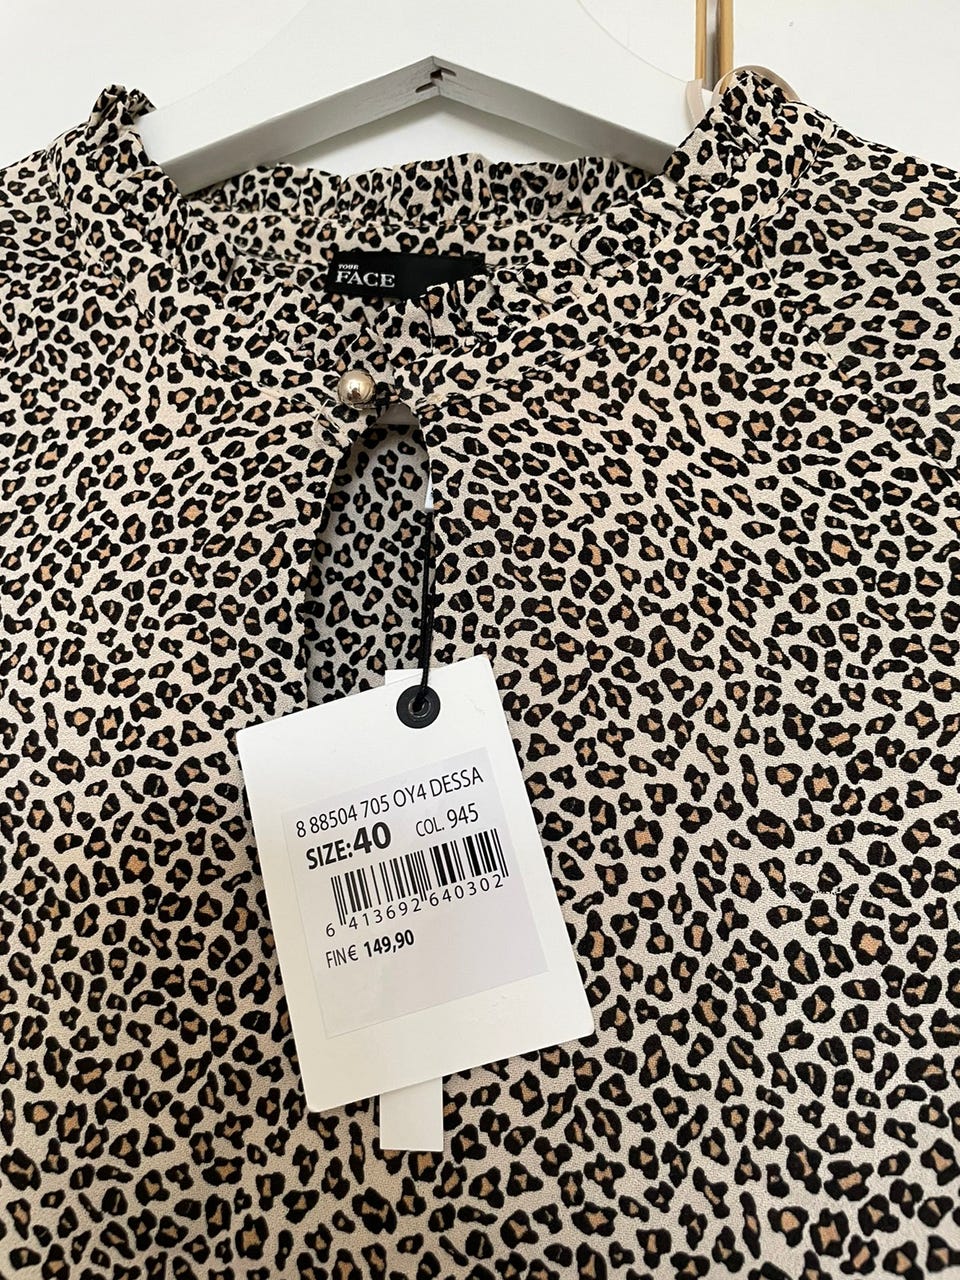 YOUR
FACE
8 88504 705 OY4 DESSA
SIZE:40 COL. 945
6 413692 640302
FIN€ 149,90